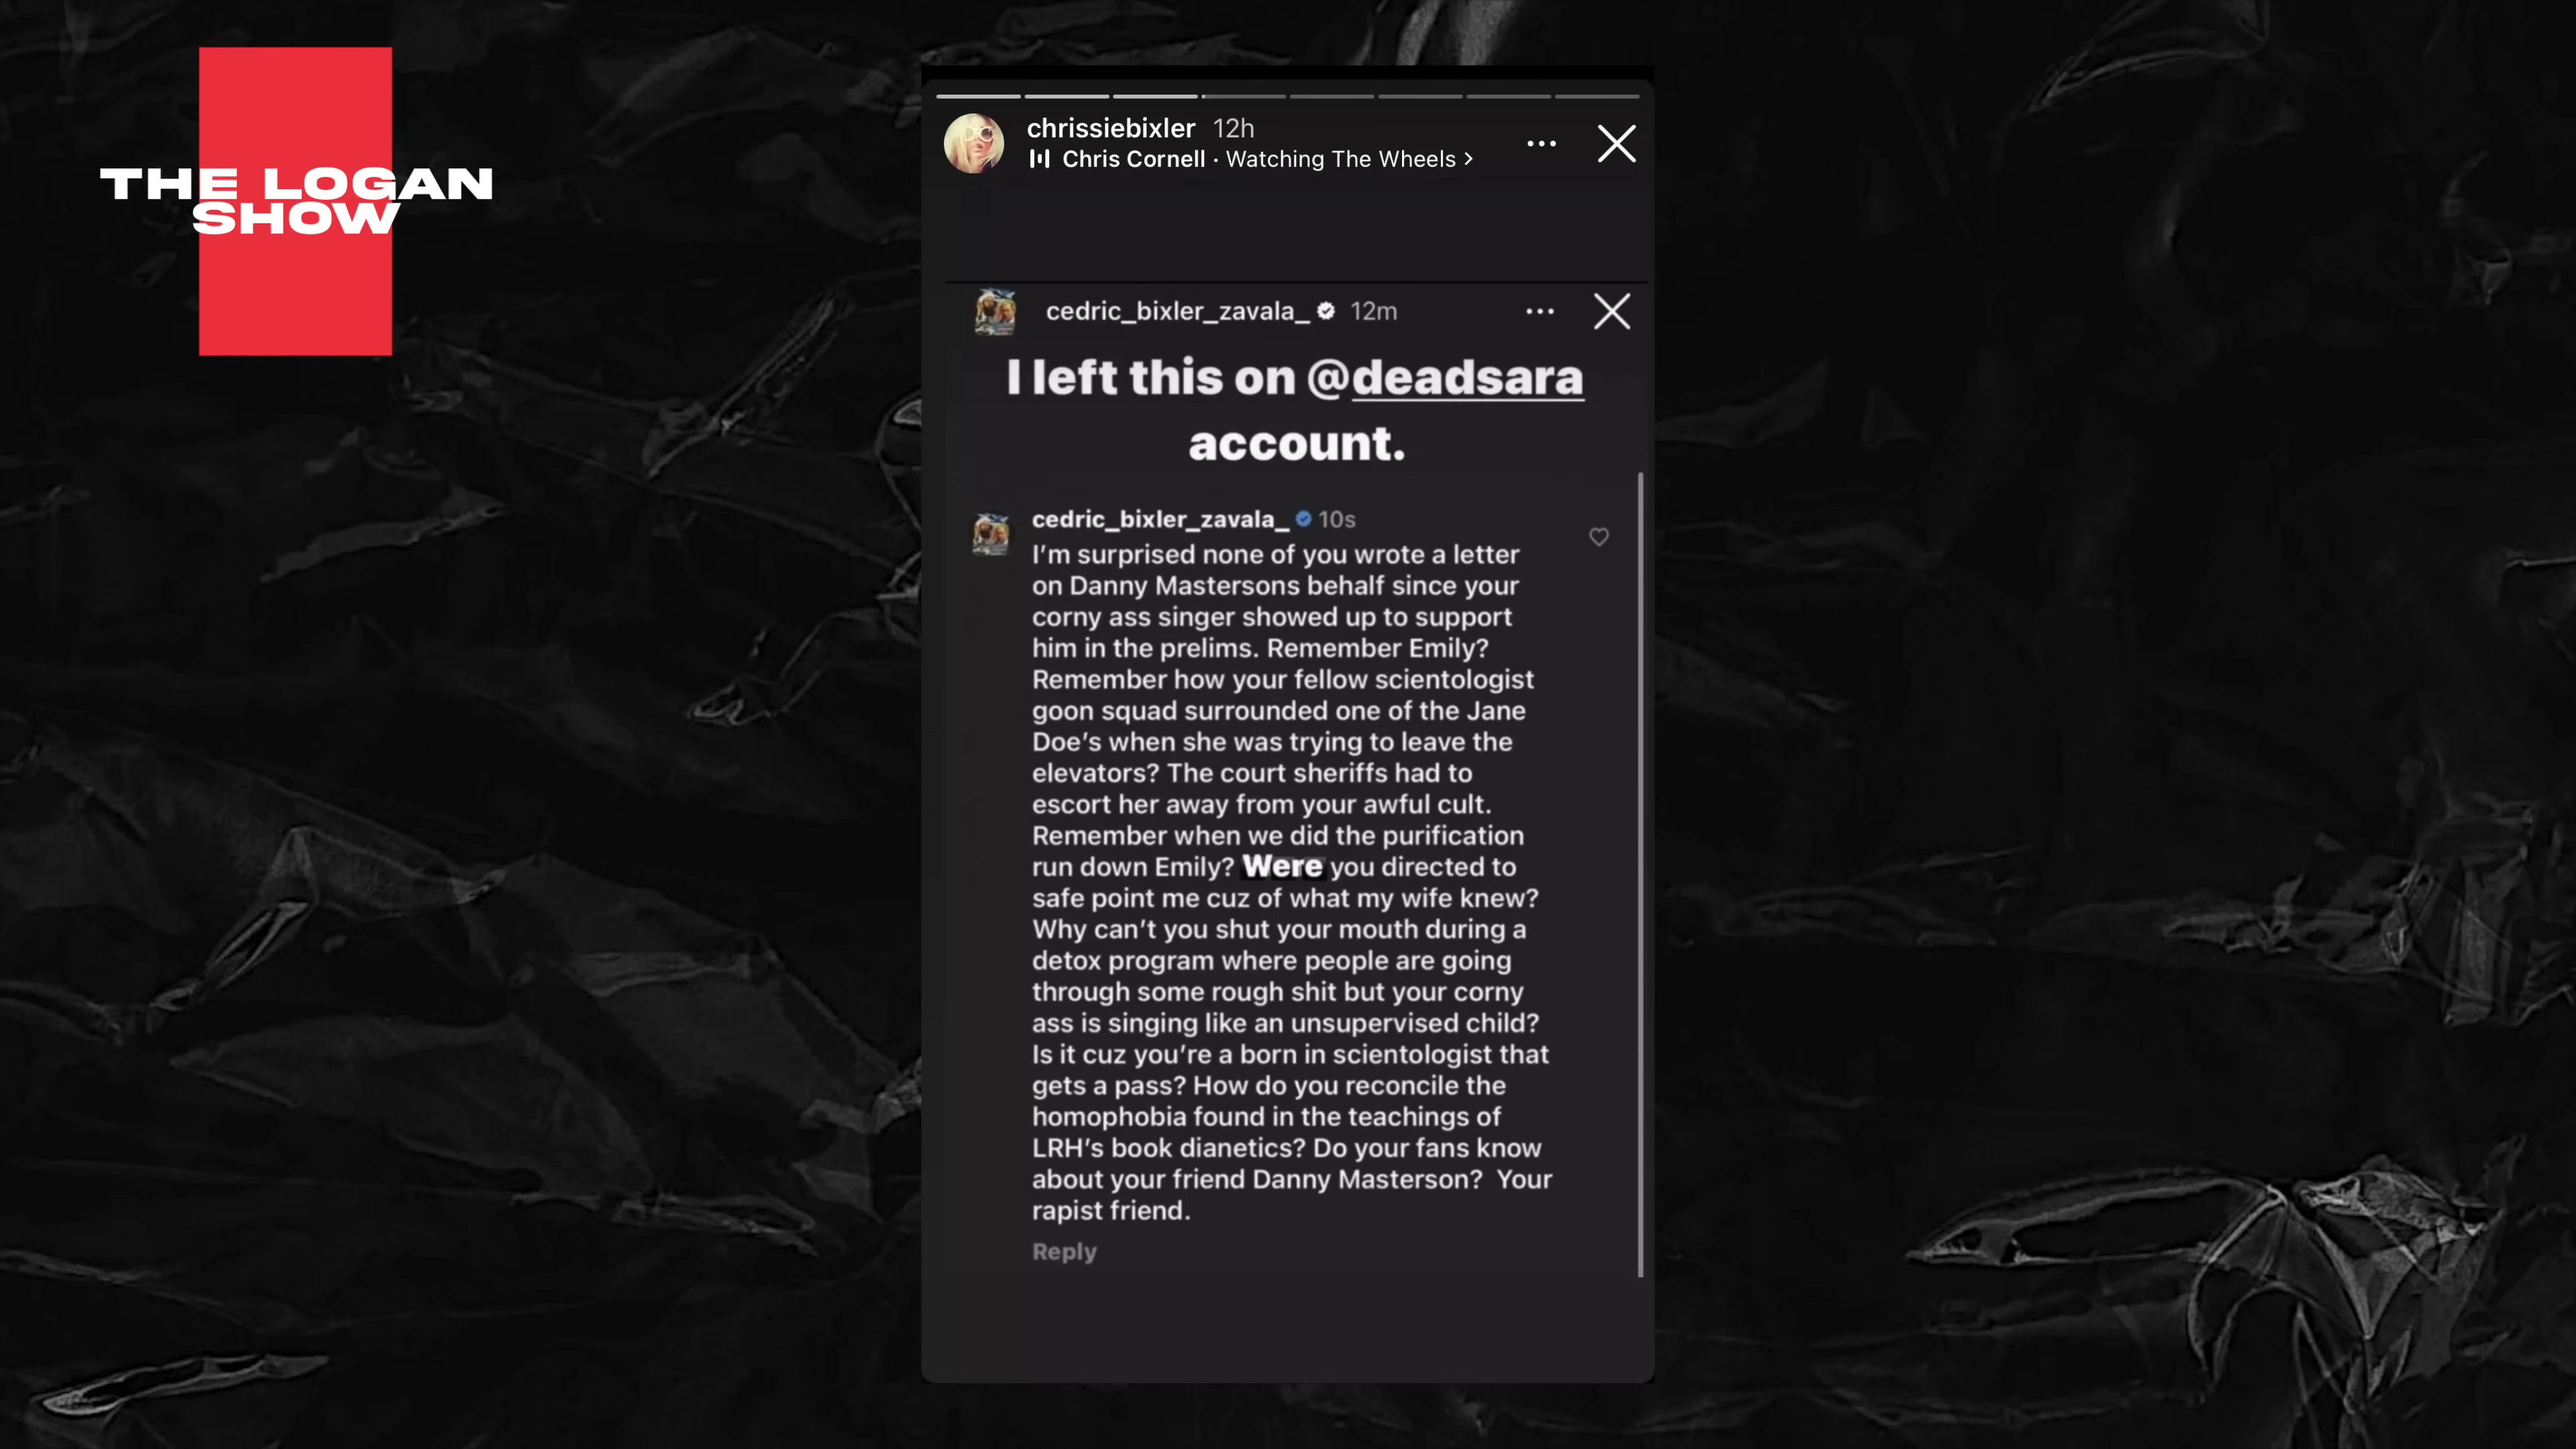 THE LOGAN
SHOW
chrissiebixler 12h
Chris Cornell · Watching The Wheels >
cedric_bixler_zavala_ 12m
I left this on @deadsara
account.
cedric_bixler_zavala_ 10s
I'm surprised none of you wrote a letter
on Danny Mastersons behalf since your
corny ass singer showed up to support
him in the prelims. Remember Emily?
Remember how your fellow scientologist
goon squad surrounded one of the Jane
Doe's when she was trying to leave the
elevators? The court sheriffs had to
escort her away from your awful cult.
Remember when we did the purification
run down Emily? Were you directed to
safe point me cuz of what my wife knew?
Why can't you shut your mouth during a
detox program where people are going
through some rough shit but your corny
ass is singing like an unsupervised child?
Is it cuz you're a born in scientologist that
gets a pass? How do you reconcile the
homophobia found in the teachings of
LRH's book dianetics? Do your fans know
about your friend Danny Masterson? Your
rapist friend.
Reply